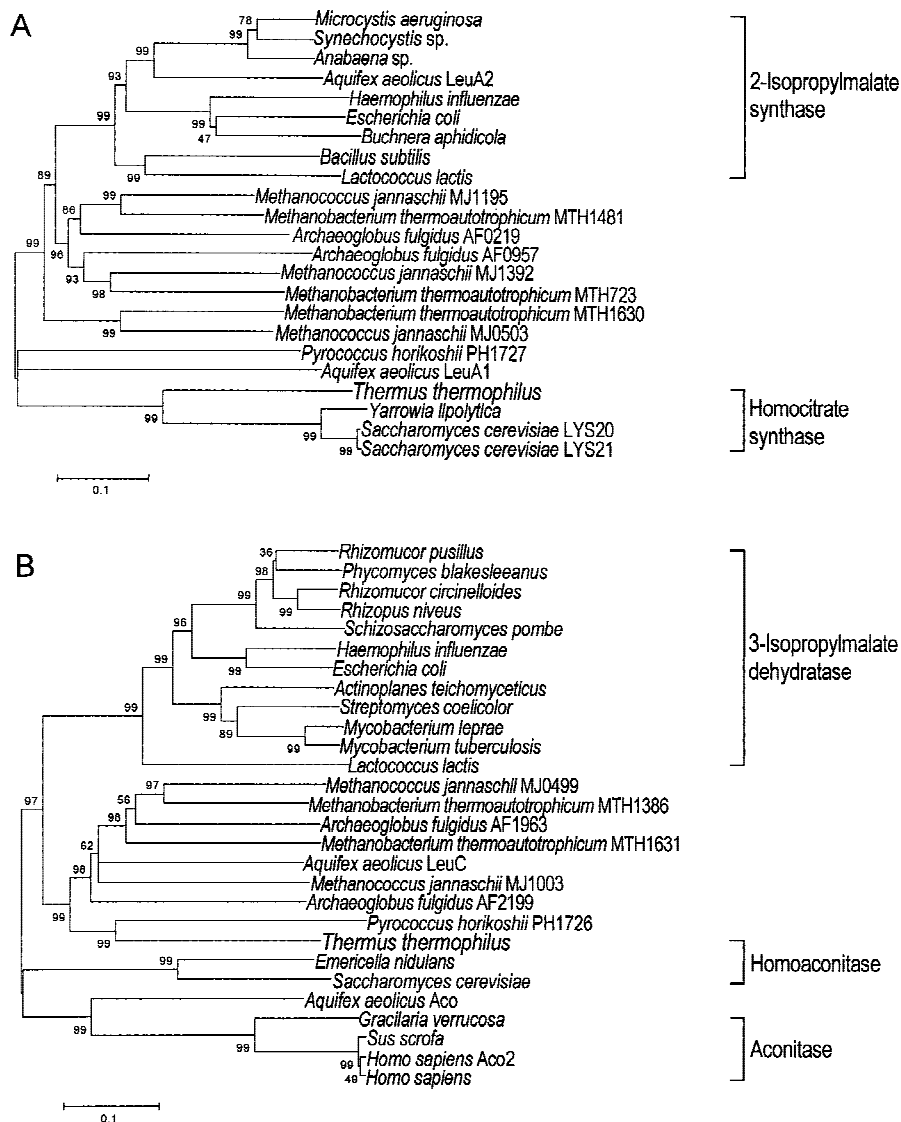 A
78
Microcystis aeruginosa
99
Synechocystis sp.
99
Anabaena sp.
93
Aquifex aeolicus LeuA2
2-Isopropylmalate
synthase
Haemophilus influenzae
99
99
Escherichia coli
47
Buchnera aphidicola
Bacillus subtilis
99
Lactococcus lactis
89
99
Methanococcus jannaschii MJ1195
86
Methanobacterium thermoautotrophicum MTH1481
Archaeoglobus fulgidus AF0219
99
96
Archaeoglobus fulgidus AF0957
93
Methanococcus jannaschii MJ1392
98
Methanobacterium thermoautotrophicum MTH723
Methanobacterium thermoautotrophicum MTH1630
99
Methanococcus jannaschii MJ0503
Pyrococcus horikoshii PH1727
Aquifex aeolicus LeuA1
Thermus thermophilus
99
Yarrowia lipolytica
Homocitrate
synthase
99
Saccharomyces cerevisiae LYS20
99
Saccharomyces cerevisiae LYS21
0.1
B
36
Rhizomucor pusillus
98
Phycomyces blakesleeanus
99
Rhizomucor circinelloides
99
Rhizopus niveus
96
Schizosaccharomyces pombe
3-Isopropylmalate
dehydratase
99
Haemophilus influenzae
99
Escherichia coli
Actinoplanes teichomyceticus
99
99
Streptomyces coelicolor
89
Mycobacterium leprae
99
Mycobacterium tuberculosis
Lactococcus lactis
97
Methanococcus jannaschii MJ0499
97
56
Methanobacterium thermoautotrophicum MTH1386
98
Archaeoglobus fulgidus AF1963
62
Methanobacterium thermoautotrophicum MTH1631
98
Aquifex aeolicus LeuC
Methanococcus jannaschii MJ1003
99
Archaeoglobus fulgidus AF2199
Pyrococcus horikoshii PH1726
99
Thermus thermophilus
99
Emericella nidulans
Homoaconitase
Saccharomyces cerevisiae
Aquifex aeolicus Aco
99
Gracilaria verrucosa
99
Sus scrofa
Aconitase
99
Homo sapiens Aco2
49
Homo sapiens
0.1